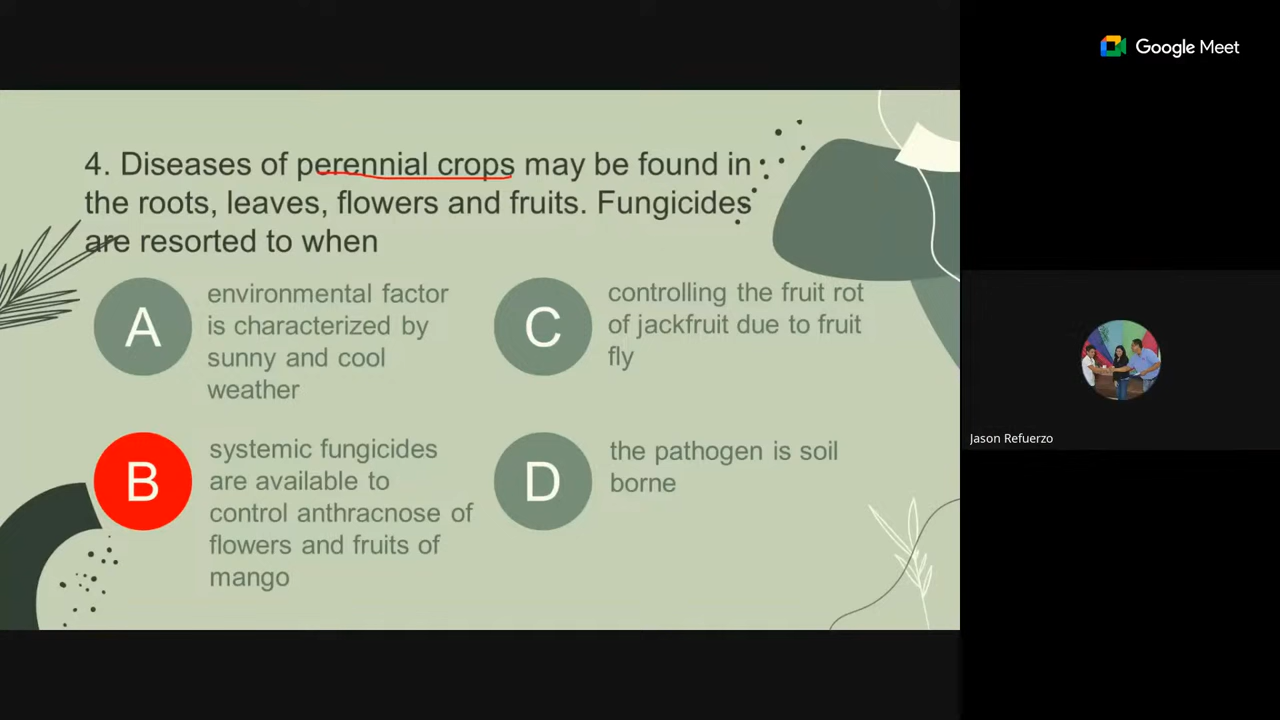 Google Meet
4. Diseases of perennial crops may be found in
the roots, leaves, flowers and fruits. Fungicides
are resorted to when
A
environmental factor
is characterized by
sunny and cool
weather
B
systemic fungicides
are available to
control anthracnose of
flowers and fruits of
mango
C
controlling the fruit rot
of jackfruit due to fruit
fly
D
the pathogen is soil
borne
Jason Refuerzo